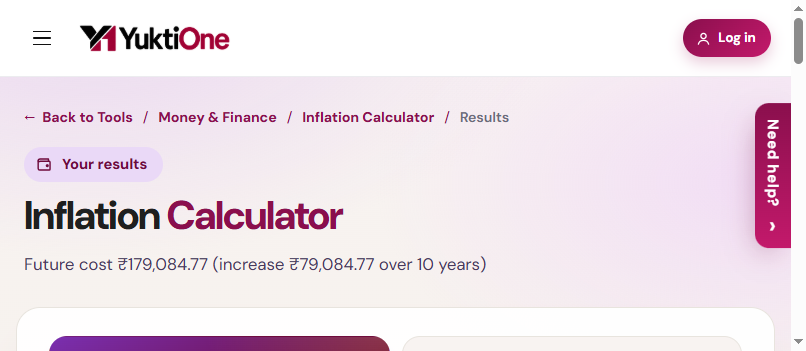 YuktiOne
Log in
← Back to Tools / Money & Finance / Inflation Calculator / Results
Need help? ›
Your results
Inflation Calculator
Future cost ₹179,084.77 (increase ₹79,084.77 over 10 years)